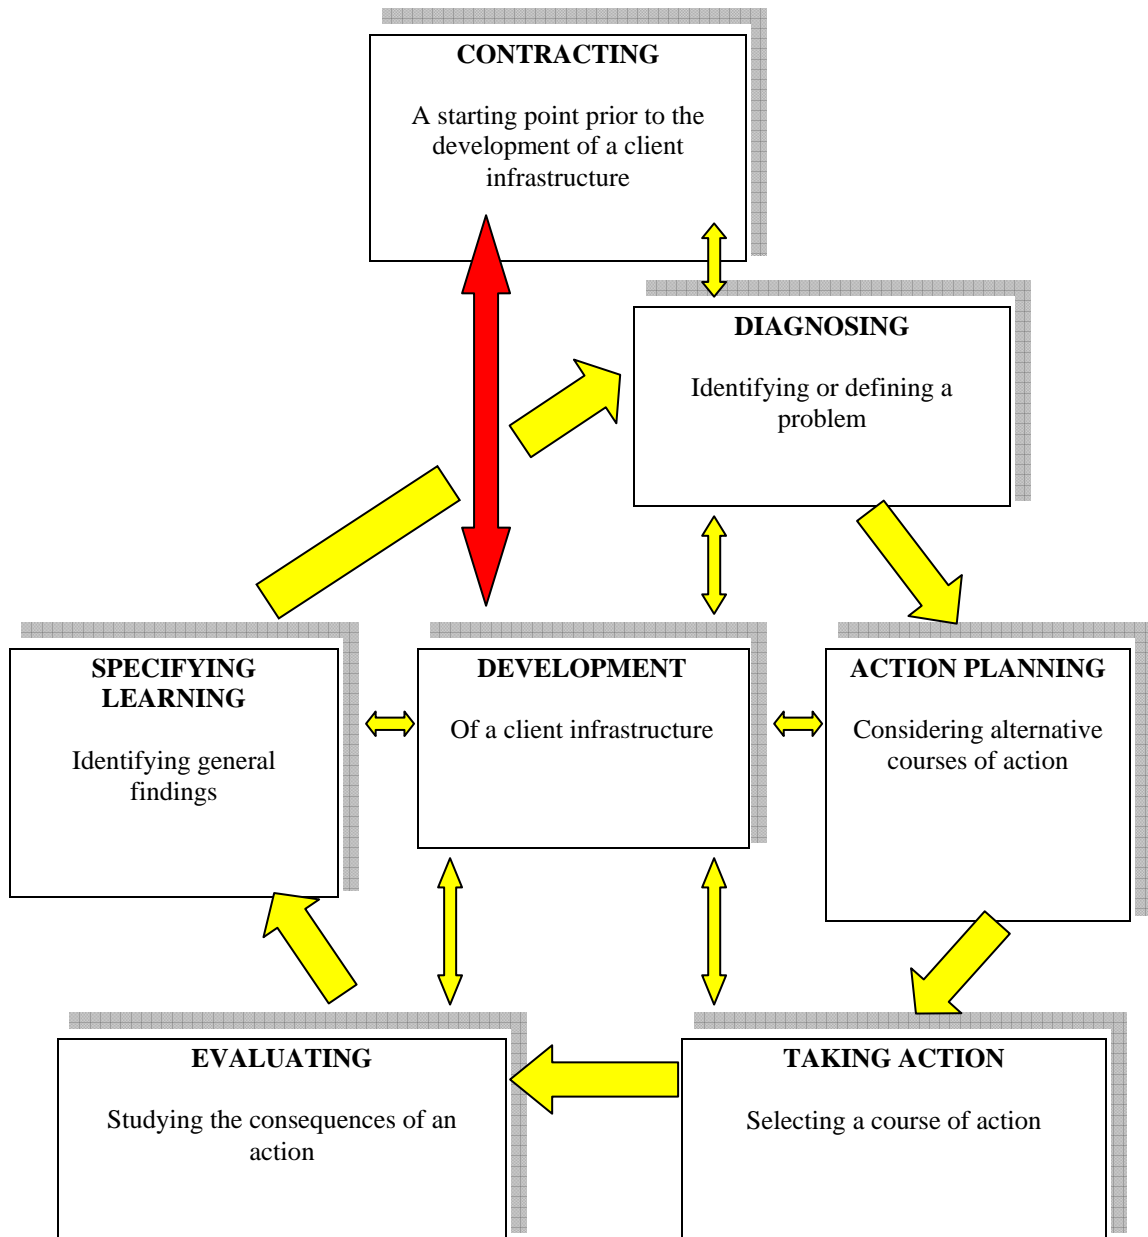 CONTRACTING
A starting point prior to the
development of a client
infrastructure
DIAGNOSING
Identifying or defining a
problem
SPECIFYING
LEARNING
Identifying general
findings
DEVELOPMENT
Of a client infrastructure
ACTION PLANNING
Considering alternative
courses of action
EVALUATING
Studying the consequences of an
action
TAKING ACTION
Selecting a course of action